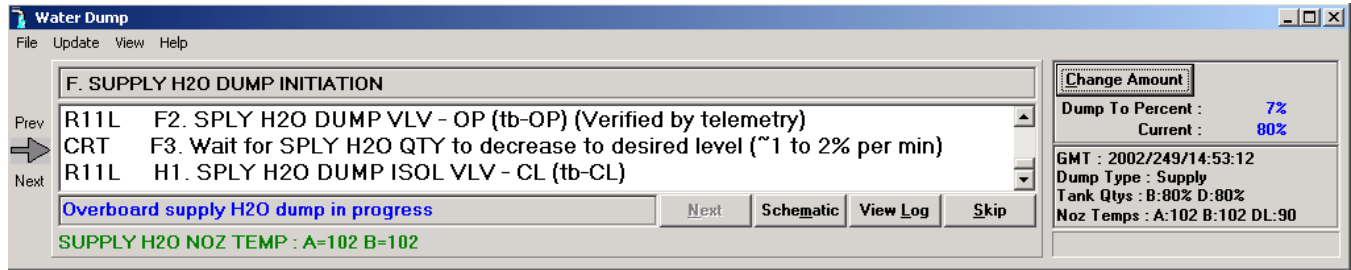 Water Dump
File Update View Help
F. SUPPLY H2O DUMP INITIATION
Prev
Next
R11L F2. SPLY H2O DUMP VLV - OP (tb-OP) (Verified by telemetry)
CRT F3. Wait for SPLY H2O QTY to decrease to desired level (~1 to 2% per min)
R11L H1. SPLY H2O DUMP ISOL VLV - CL (tb-CL)
Overboard supply H2O dump in progress
Next Schematic View Log Skip
SUPPLY H2O NOZ TEMP : A=102 B=102
Change Amount
Dump To Percent : 7%
Current : 80%
GMT : 2002/249/14:53:12
Dump Type : Supply
Tank Qtys : B:80% D:80%
Noz Temps : A:102 B:102 DL:90